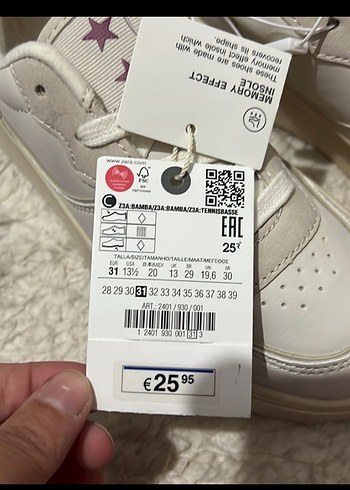 These shoes are made with
memory effect insole which
recovers its shape.
MEMORY EFFECT
INSOLE
www.zara.com
FSC
Z3A:BAMBA/Z3A:BAMBA/Z3A:TENNISBASSE
EAC
TALLA/SIZE/TAMANHO/TAILLE/MAAT/ΜΕΓΕΘΟΣ
EUR USA 日本/MEX UK BR CN AR
31 13½ 20 13 29 19,6 30
28 29 30 31 32 33 34 35 36 37 38 39
ART.: 2401 / 930 / 001
1 2401 930 001 31 3
€25 95